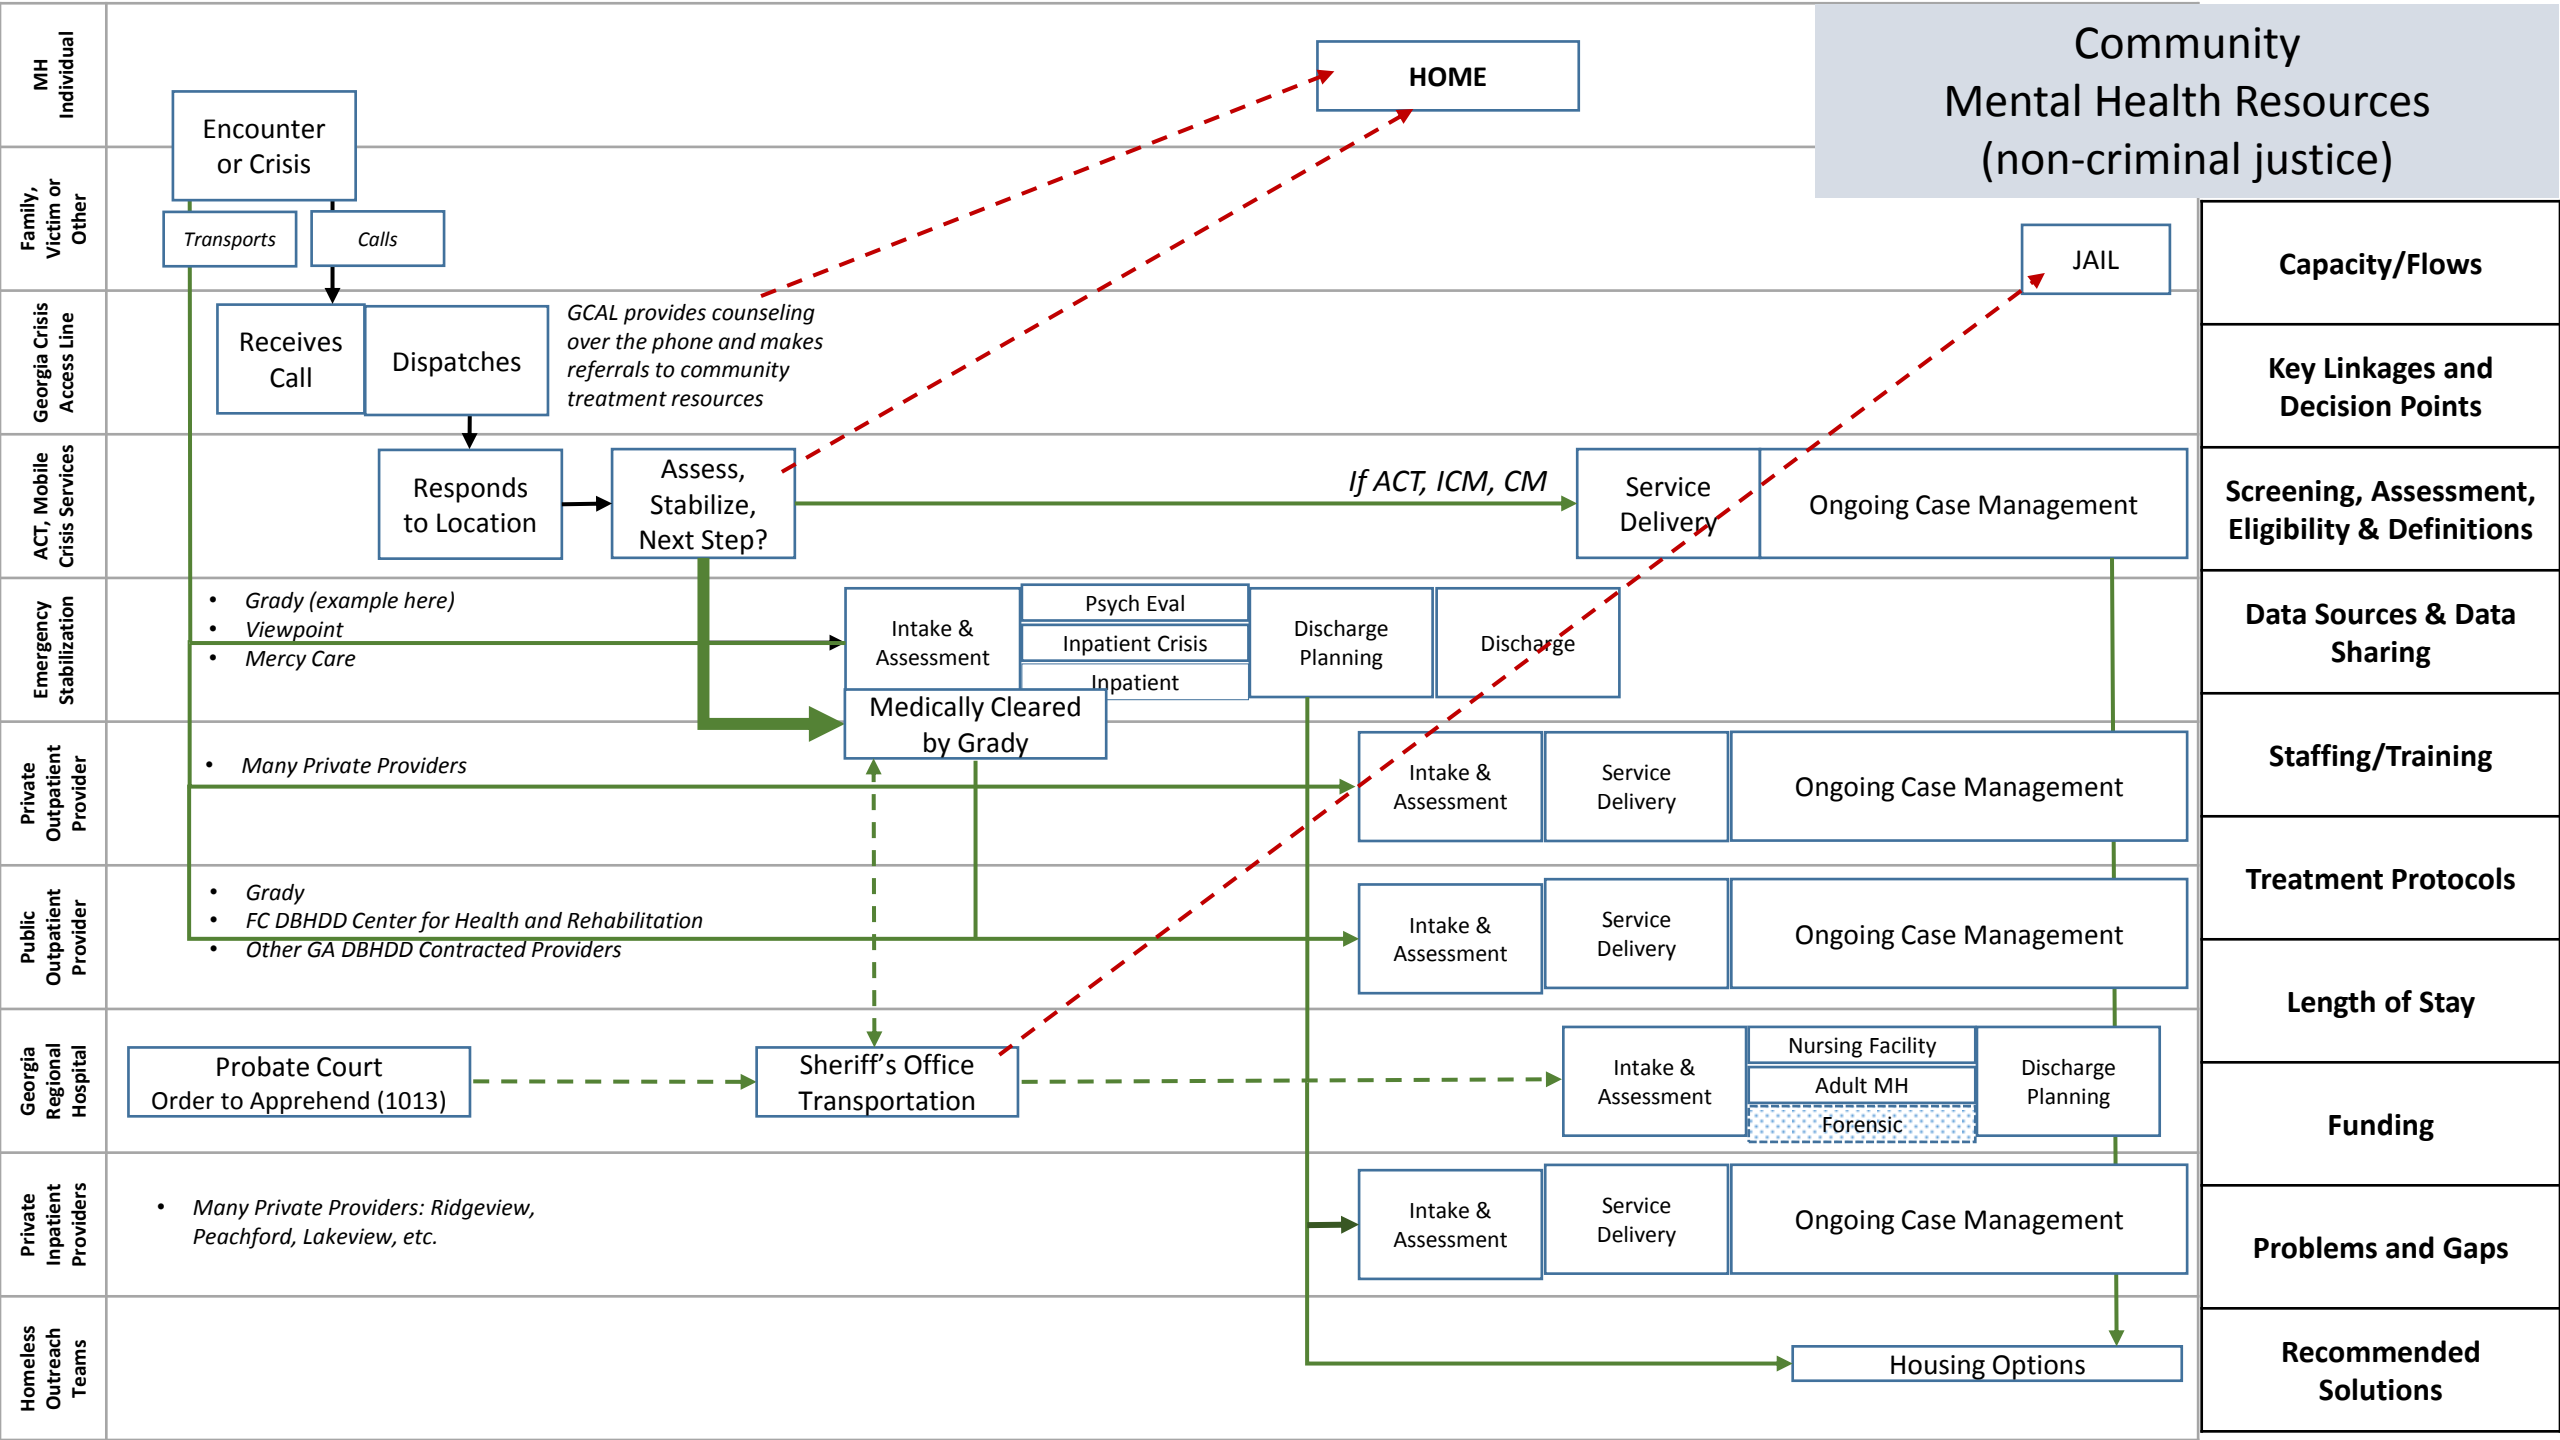 Community
Mental Health Resources
(non-criminal justice)
MH
Individual
HOME
Encounter
or Crisis
Family,
Victim or
Other
Transports
Calls
JAIL
Georgia Crisis
Access Line
Receives
Call
Dispatches
GCAL provides counseling
over the phone and makes
referrals to community
treatment resources
ACT, Mobile
Crisis Services
Responds
to Location
Assess,
Stabilize,
Next Step?
If ACT, ICM, CM
Service
Delivery
Ongoing Case Management
Emergency
Stabilization
• Grady (example here)
• Viewpoint
• Mercy Care
Intake &
Assessment
Psych Eval
Inpatient Crisis
Inpatient
Discharge
Planning
Discharge
Medically Cleared
by Grady
Private
Outpatient
Provider
• Many Private Providers
Intake &
Assessment
Service
Delivery
Ongoing Case Management
Public
Outpatient
Provider
• Grady
• FC DBHDD Center for Health and Rehabilitation
• Other GA DBHDD Contracted Providers
Intake &
Assessment
Service
Delivery
Ongoing Case Management
Georgia
Regional
Hospital
Probate Court
Order to Apprehend (1013)
Sheriff's Office
Transportation
Intake &
Assessment
Nursing Facility
Adult MH
Forensic
Discharge
Planning
Private
Inpatient
Providers
• Many Private Providers: Ridgeview,
Peachford, Lakeview, etc.
Intake &
Assessment
Service
Delivery
Ongoing Case Management
Homeless
Outreach
Teams
Housing Options
Capacity/Flows
Key Linkages and
Decision Points
Screening, Assessment,
Eligibility & Definitions
Data Sources & Data
Sharing
Staffing/Training
Treatment Protocols
Length of Stay
Funding
Problems and Gaps
Recommended
Solutions